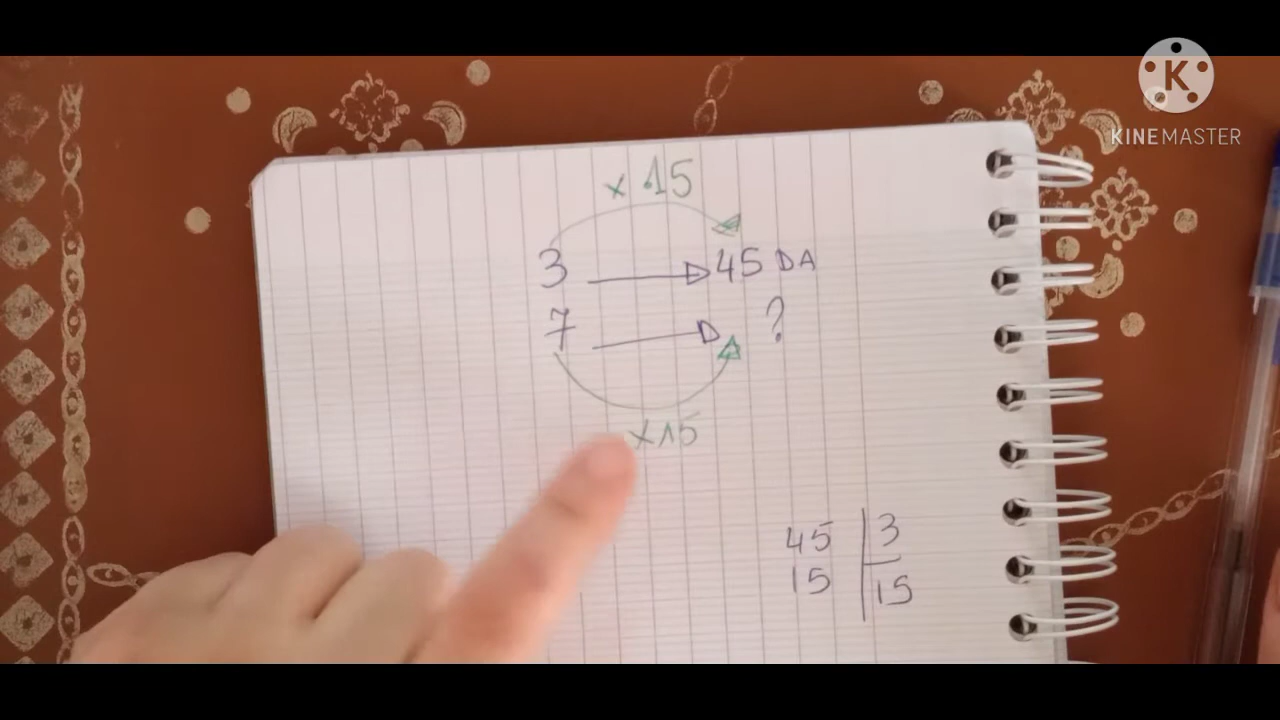 KINEMASTER
× 15
3 → 45 DA
7 → ?
×15
45 | 3
15 | 15